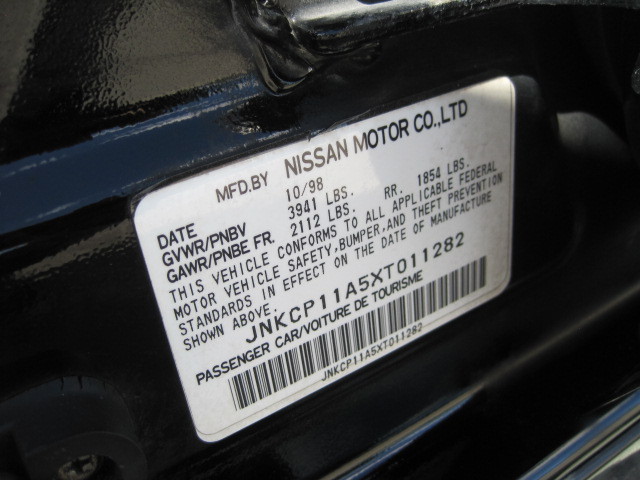 MFD.BY NISSAN MOTOR CO.,LTD
DATE 10/98
GVWR/PNBV 3941 LBS.
GAWR/PNBE FR. 2112 LBS. RR. 1854 LBS.
THIS VEHICLE CONFORMS TO ALL APPLICABLE FEDERAL
MOTOR VEHICLE SAFETY,BUMPER,AND THEFT PREVENTION
STANDARDS IN EFFECT ON THE DATE OF MANUFACTURE
SHOWN ABOVE.
JNKCP11A5XT011282
PASSENGER CAR/VOITURE DE TOURISME
JNKCP11A5XT011282